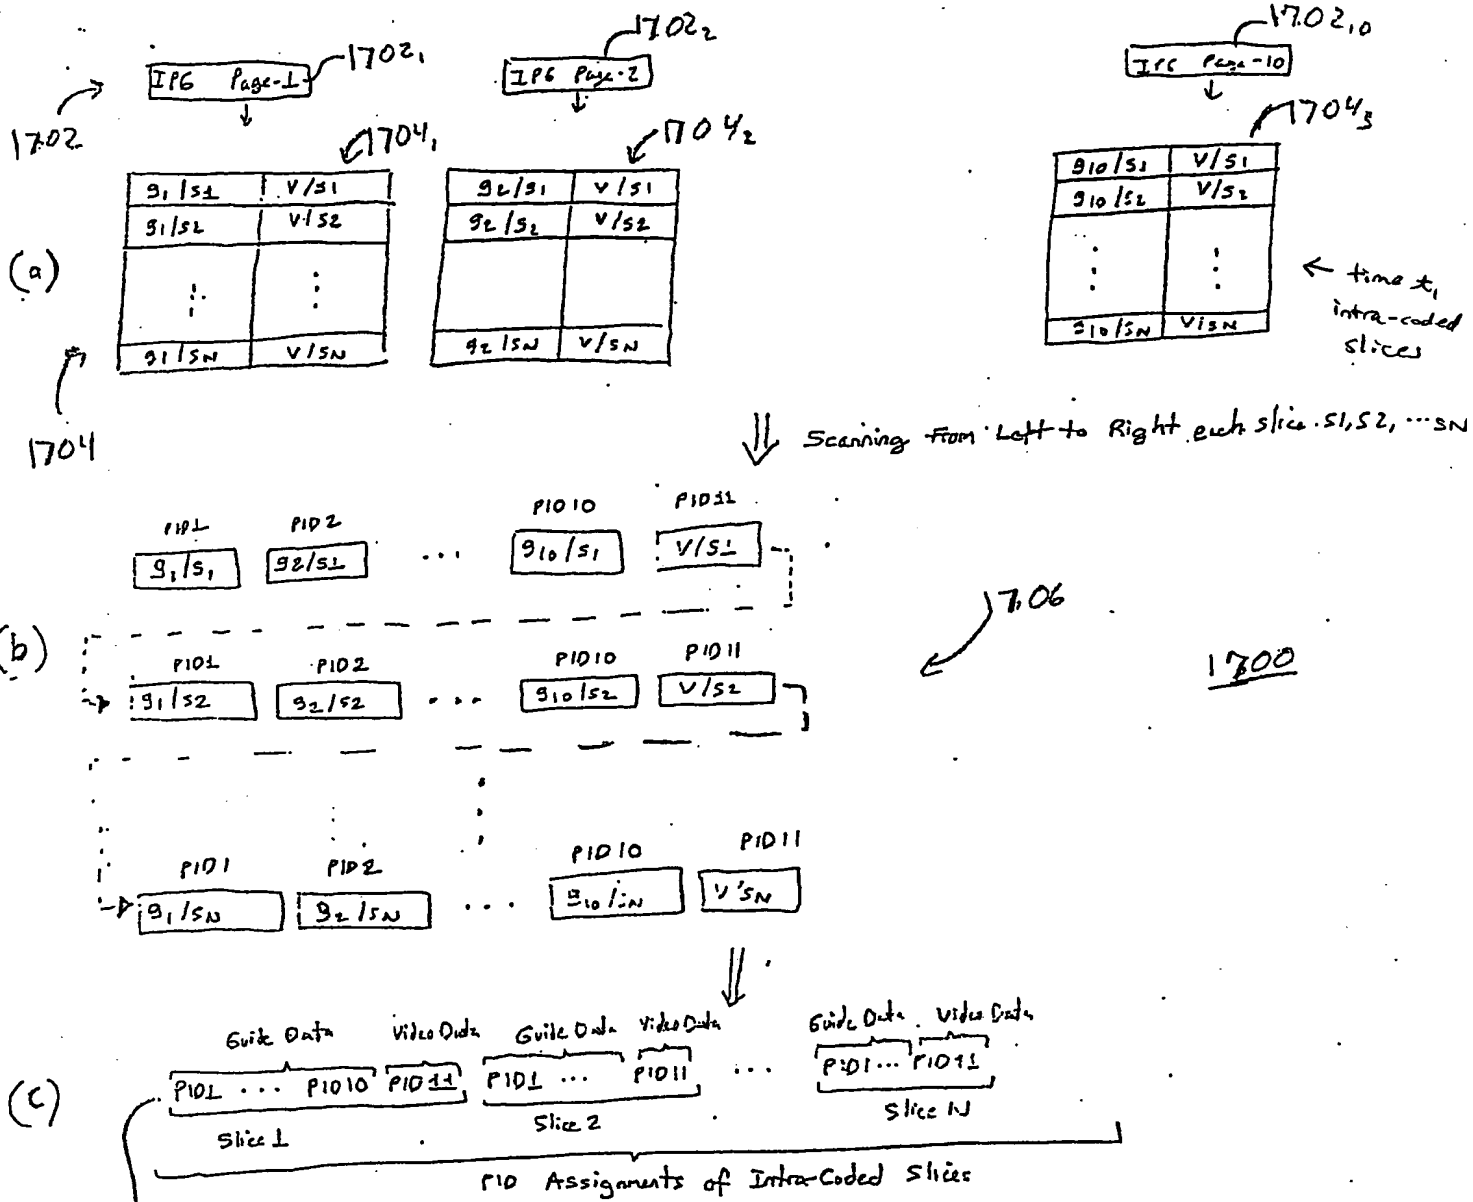 1702₁
1702₂
1702₁₀
IPG Page-1
IPG Page-2
IPG Page-10
1702
1704₁
1704₂
1704₃
g₁/s1 V/s1
g2/s1 V/s1
g10/s1 V/s1
g1/s2 V/s2
g2/s2 V/s2
g10/s2 V/s2
(a)
← time t₁
intra-coded
slices
g1/sN V/sN
g2/sN V/sN
g10/sN V/sN
1704
Scanning From Left to Right each slice s1, s2, ... sN
PID1 PID2 PID10 PID11
g₁/s₁ g2/s1 ... g10/s₁ V/s1
1706
(b)
PID1 PID2 PID10 PID11
1700
g₁/s2 g₂/s2 ... g10/s2 V/s2
PID1 PID2 PID10 PID11
g₁/sN g₂/sN ... g10/sN V/sN
Guide Data Video Data Guide Data Video Data Guide Data Video Data
(c)
PID1 ... PID10 PID11 PID1 ... PID11 ... PID1 ... PID11
Slice 1 Slice 2 Slice N
PID Assignments of Intra-Coded Slices